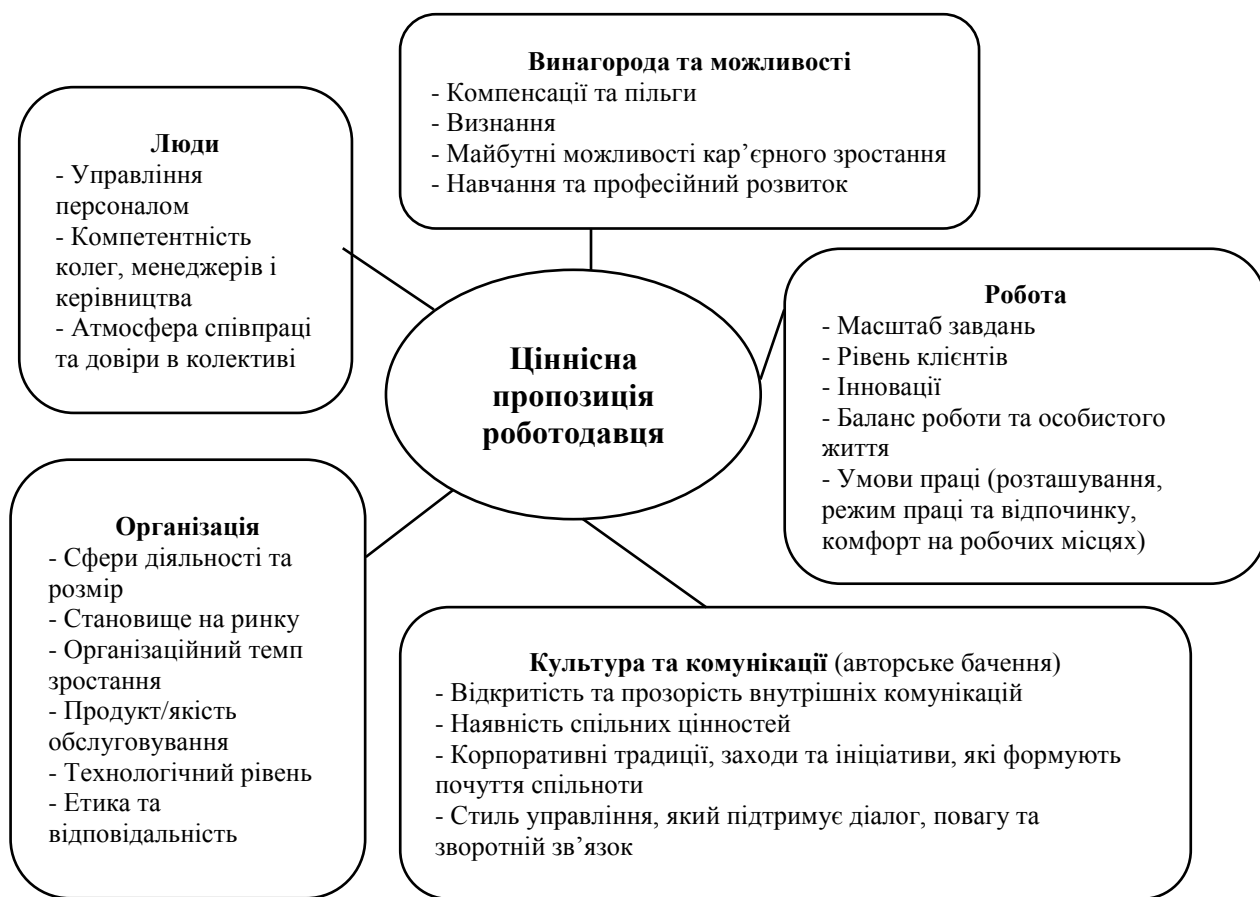 Винагорода та можливості
- Компенсації та пільги
- Визнання
- Майбутні можливості кар’єрного зростання
- Навчання та професійний розвиток
Люди
- Управління
персоналом
- Компетентність
колег, менеджерів і
керівництва
- Атмосфера співпраці
та довіри в колективі
Ціннісна
пропозиція
роботодавця
Робота
- Масштаб завдань
- Рівень клієнтів
- Інновації
- Баланс роботи та особистого
життя
- Умови праці (розташування,
режим праці та відпочинку,
комфорт на робочих місцях)
Організація
- Сфери діяльності та
розмір
- Становище на ринку
- Організаційний темп
зростання
- Продукт/якість
обслуговування
- Технологічний рівень
- Етика та
відповідальність
Культура та комунікації (авторське бачення)
- Відкритість та прозорість внутрішніх комунікацій
- Наявність спільних цінностей
- Корпоративні традиції, заходи та ініціативи, які формують
почуття спільноти
- Стиль управління, який підтримує діалог, повагу та
зворотній зв’язок